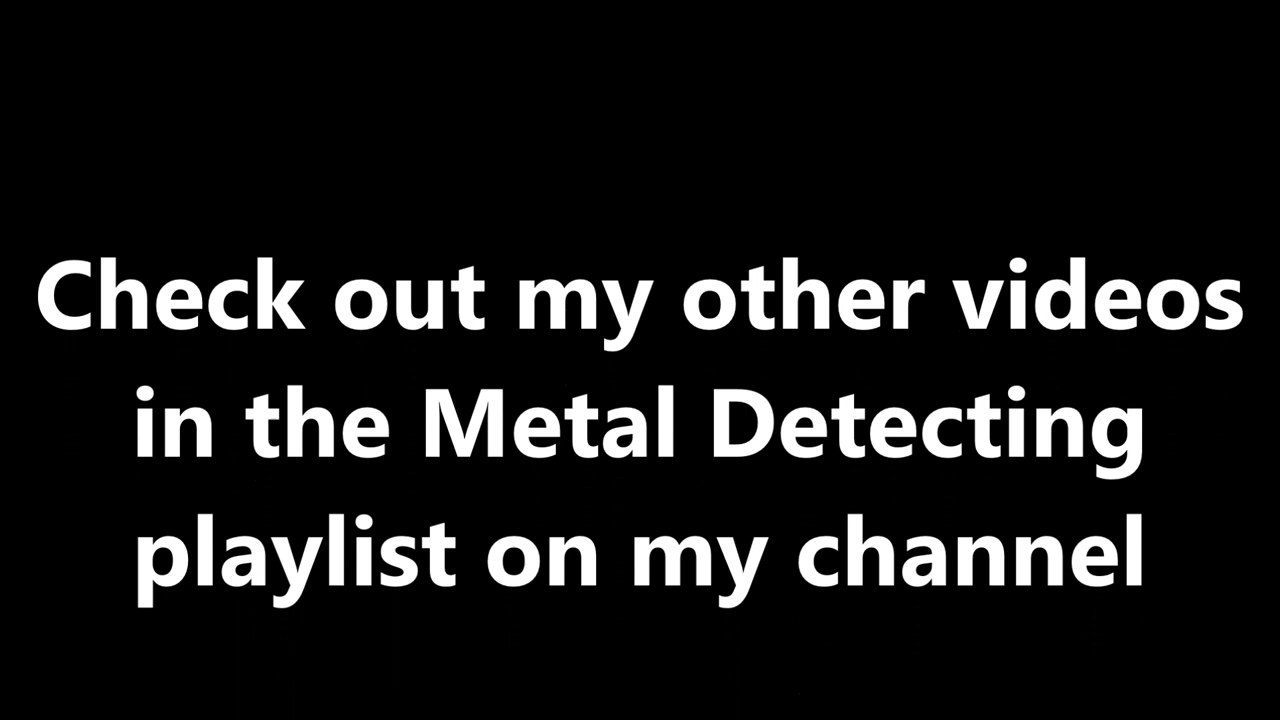 Check out my other videos
in the Metal Detecting
playlist on my channel